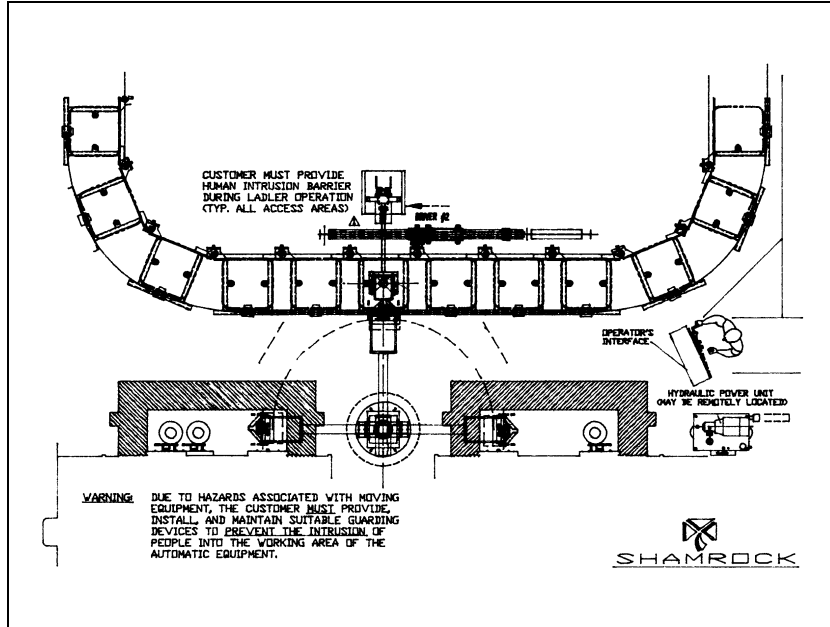 CUSTOMER MUST PROVIDE
HUMAN INTRUSION BARRIER
DURING LADLER OPERATION
(TYP. ALL ACCESS AREAS)
DRIVER #2
OPERATOR'S
INTERFACE
HYDRAULIC POWER UNIT
(MAY BE REMOTELY LOCATED)
WARNING: DUE TO HAZARDS ASSOCIATED WITH MOVING
EQUIPMENT, THE CUSTOMER MUST PROVIDE,
INSTALL, AND MAINTAIN SUITABLE GUARDING
DEVICES TO PREVENT THE INTRUSION OF
PEOPLE INTO THE WORKING AREA OF THE
AUTOMATIC EQUIPMENT.
SHAMROCK